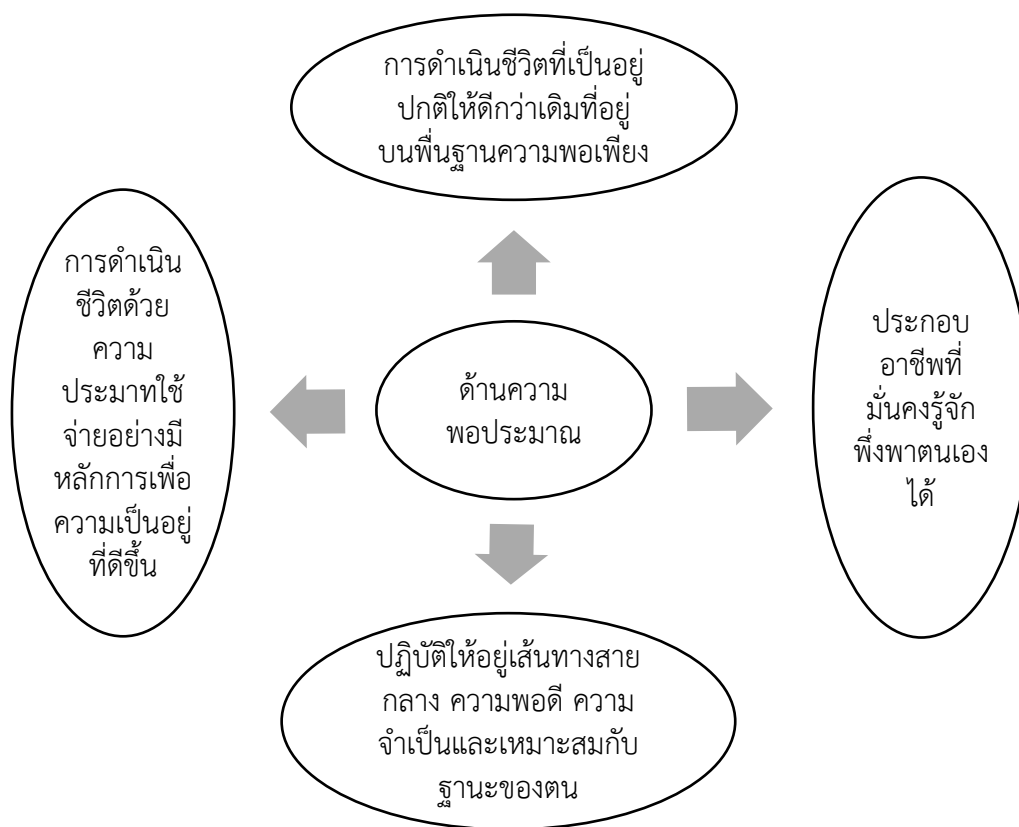 การดำเนินชีวิตที่เป็นอยู่
ปกติให้ดีกว่าเดิมที่อยู่
บนพื่นฐานความพอเพียง
การดำเนิน
ชีวิตด้วย
ความ
ประมาทใช้
จ่ายอย่างมี
หลักการเพื่อ
ความเป็นอยู่
ที่ดีขึ้น
ด้านความ
พอประมาณ
ประกอบ
อาชีพที่
มั่นคงรู้จัก
พึ่งพาตนเอง
ได้
ปฏิบัติให้อยู่เส้นทางสาย
กลาง ความพอดี ความ
จำเป็นและเหมาะสมกับ
ฐานะของตน